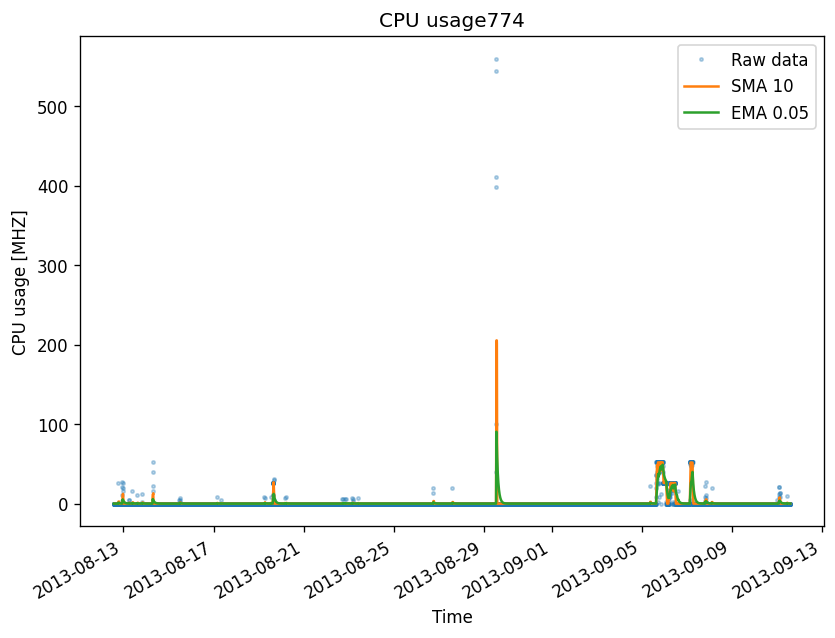 CPU usage774
Raw data
SMA 10
EMA 0.05
CPU usage [MHZ]
500
400
300
200
100
0
2013-08-13
2013-08-17
2013-08-21
2013-08-25
2013-08-29
2013-09-01
2013-09-05
2013-09-09
2013-09-13
Time